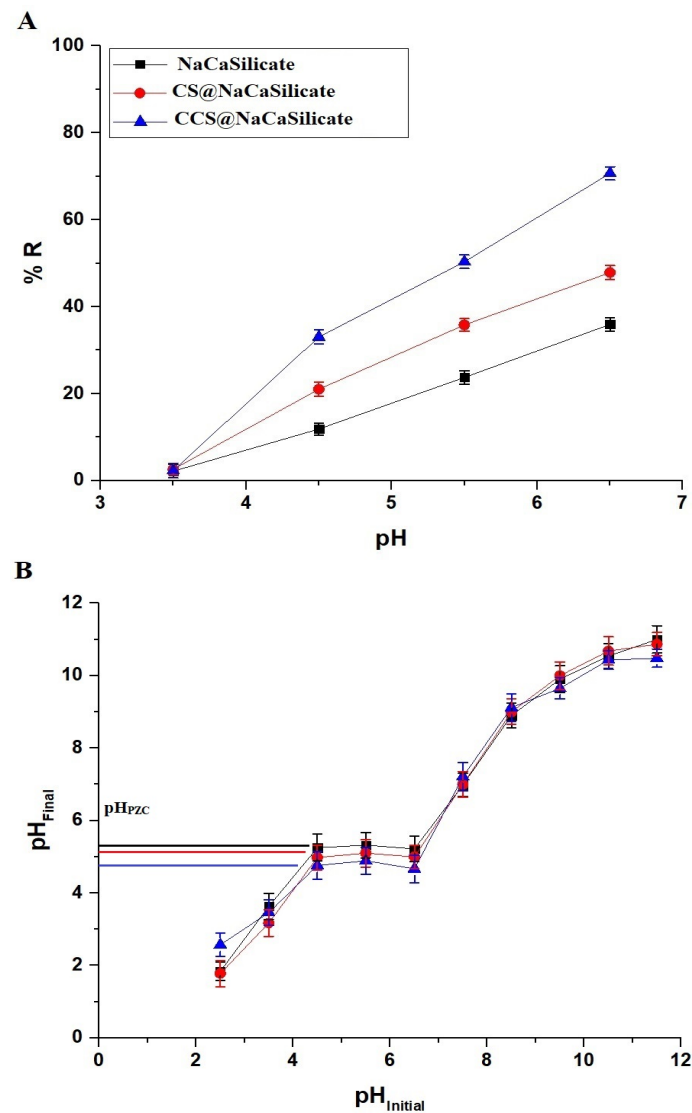 A
100
80
60
40
20
0
% R
NaCaSilicate
CS@NaCaSilicate
CCS@NaCaSilicate
3 4 5 6 7
pH
B
12
10
8
6
4
2
0
pHFinal
pHPZC
0 2 4 6 8 10 12
pHInitial